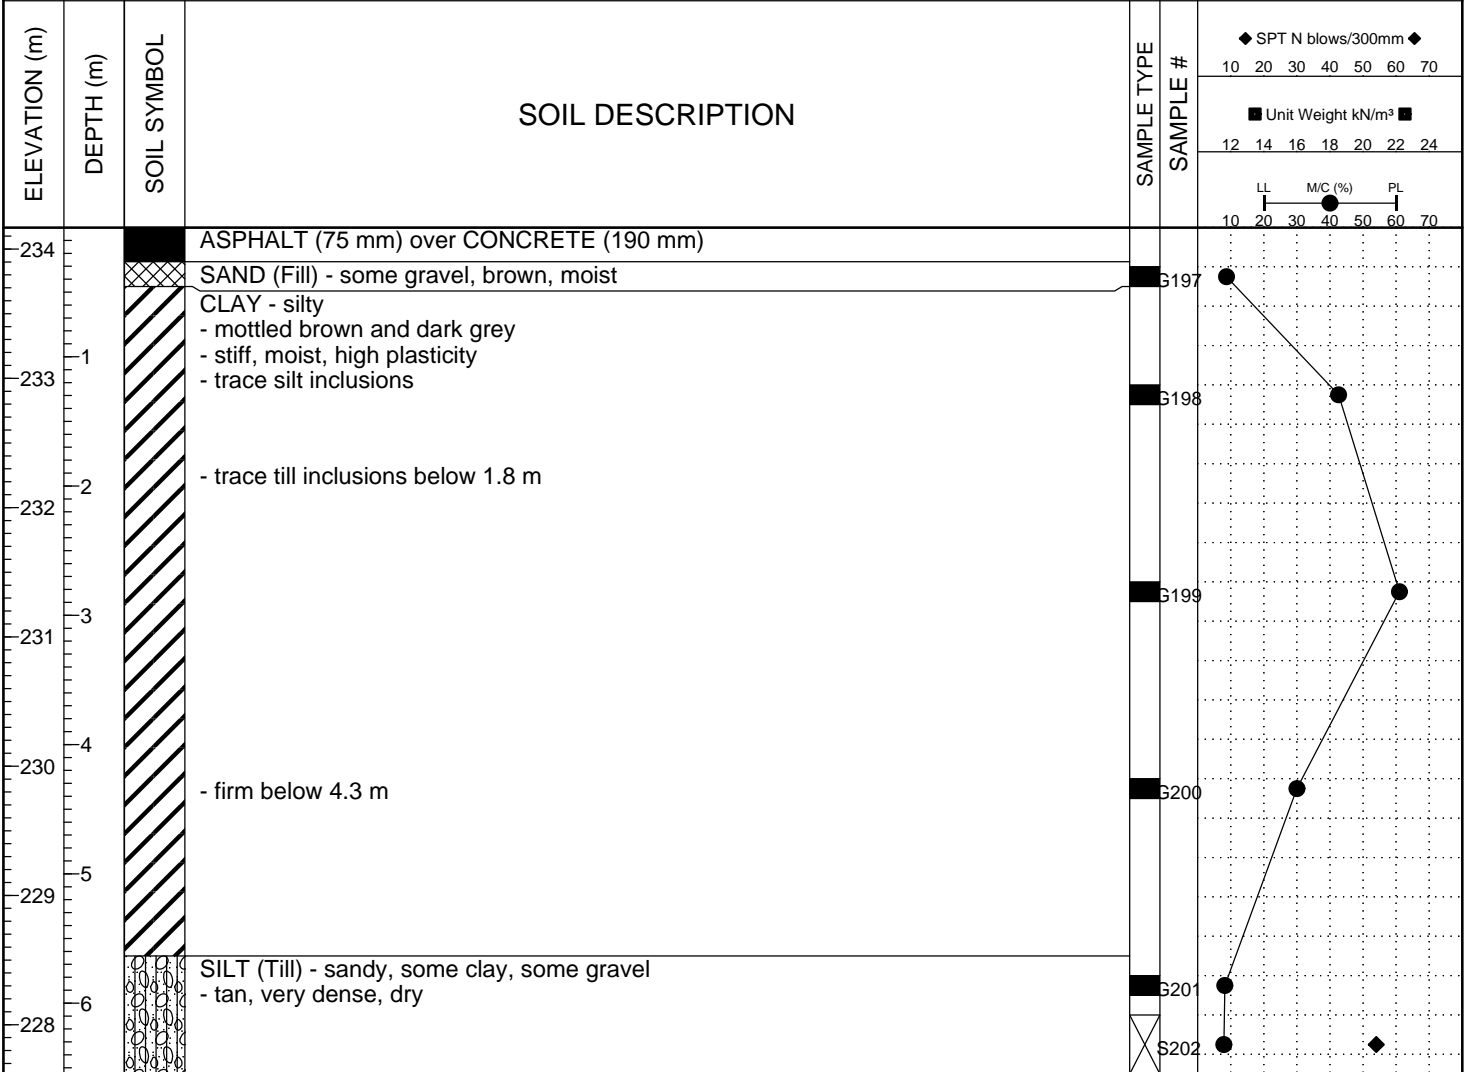 ELEVATION (m)
DEPTH (m)
SOIL SYMBOL
SOIL DESCRIPTION
SAMPLE TYPE
SAMPLE #
SPT N blows/300mm
10 20 30 40 50 60 70
Unit Weight kN/m³
12 14 16 18 20 22 24
LL M/C (%) PL
10 20 30 40 50 60 70
234
ASPHALT (75 mm) over CONCRETE (190 mm)
SAND (Fill) - some gravel, brown, moist
G197
CLAY - silty
- mottled brown and dark grey
1
- stiff, moist, high plasticity
233
- trace silt inclusions
G198
- trace till inclusions below 1.8 m
2
232
G199
3
231
4
230
- firm below 4.3 m
G200
5
229
SILT (Till) - sandy, some clay, some gravel
G201
- tan, very dense, dry
6
228
S202